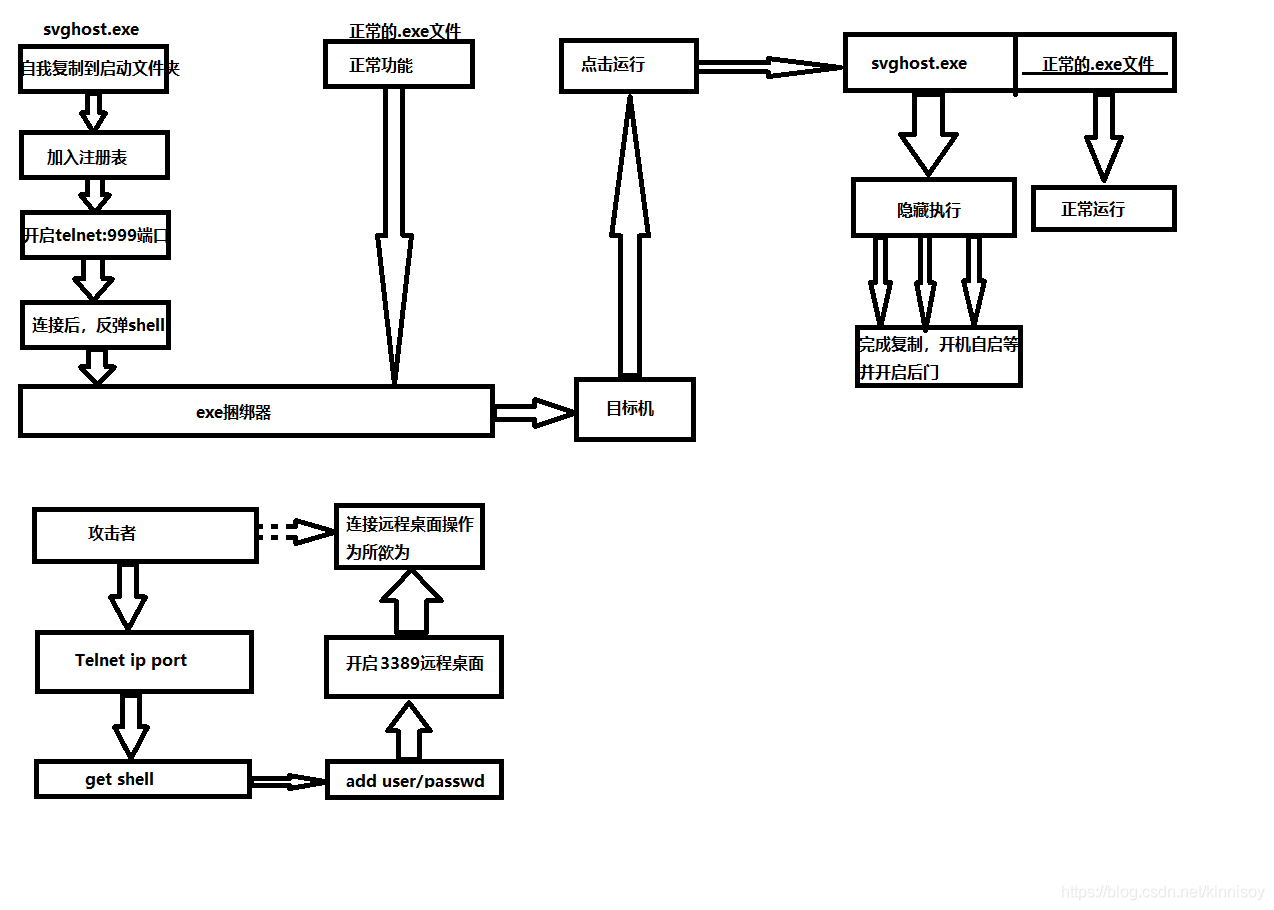 svghost.exe
自我复制到启动文件夹
加入注册表
开启telnet:999端口
连接后，反弹shell
正常的.exe文件
正常功能
exe捆绑器
目标机
点击运行
svghost.exe
正常的.exe文件
隐藏执行
正常运行
完成复制，开机自启等
并开启后门
攻击者
Telnet ip port
get shell
add user/passwd
开启3389远程桌面
连接远程桌面操作
为所欲为
https://blog.csdn.net/kinnisoy